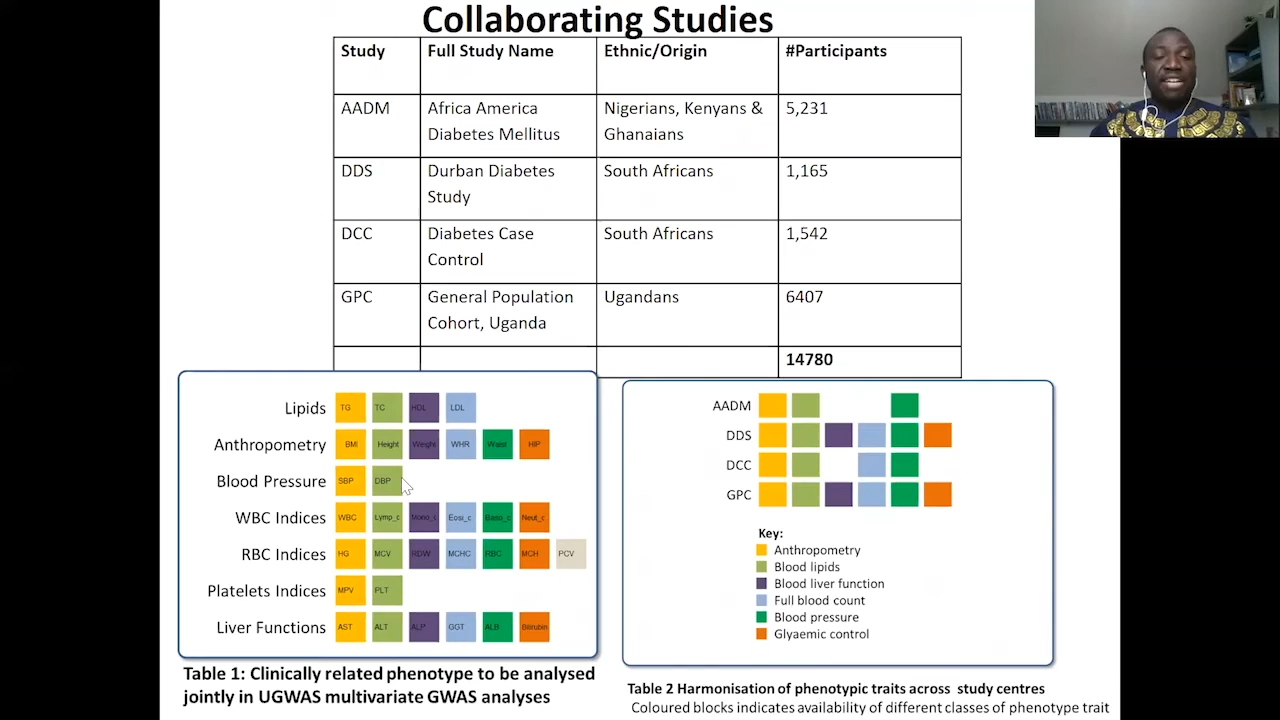 Collaborating Studies
Study Full Study Name Ethnic/Origin #Participants
AADM Africa America Nigerians, Kenyans & 5,231
Diabetes Mellitus Ghanaians
DDS Durban Diabetes South Africans 1,165
Study
DCC Diabetes Case South Africans 1,542
Control
GPC General Population Ugandans 6407
Cohort, Uganda
14780
Lipids TG TC HDL LDL
Anthropometry BMI Height Weight WHR Waist HIP
Blood Pressure SBP DBP
WBC Indices WBC Lymp_c Mono_c Eosi_c Baso_c Neut_c
RBC Indices HG MCV RDW MCHC RBC MCH PCV
Platelets Indices MPV PLT
Liver Functions AST ALT ALP GGT ALB Bilirubin
Table 1: Clinically related phenotype to be analysed
jointly in UGWAS multivariate GWAS analyses
AADM
DDS
DCC
GPC
Key:
Anthropometry
Blood lipids
Blood liver function
Full blood count
Blood pressure
Glyaemic control
Table 2 Harmonisation of phenotypic traits across study centres
Coloured blocks indicates availability of different classes of phenotype trait